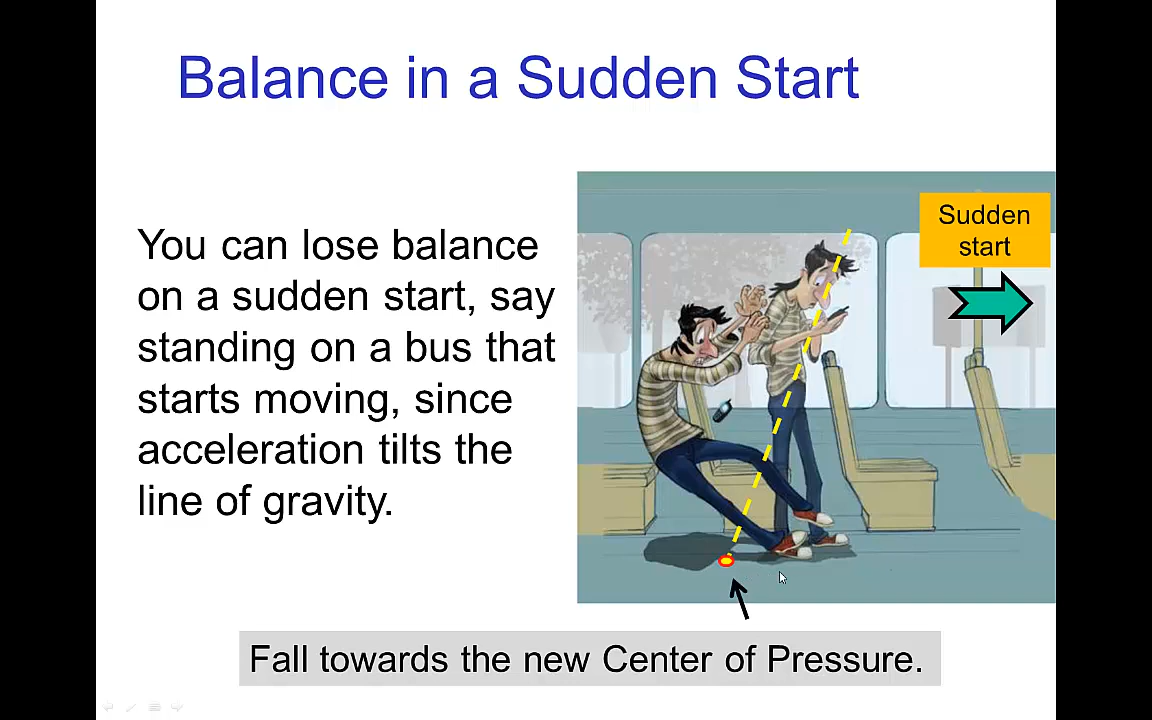 Balance in a Sudden Start
You can lose balance
on a sudden start, say
standing on a bus that
starts moving, since
acceleration tilts the
line of gravity.
Sudden
start
Fall towards the new Center of Pressure.